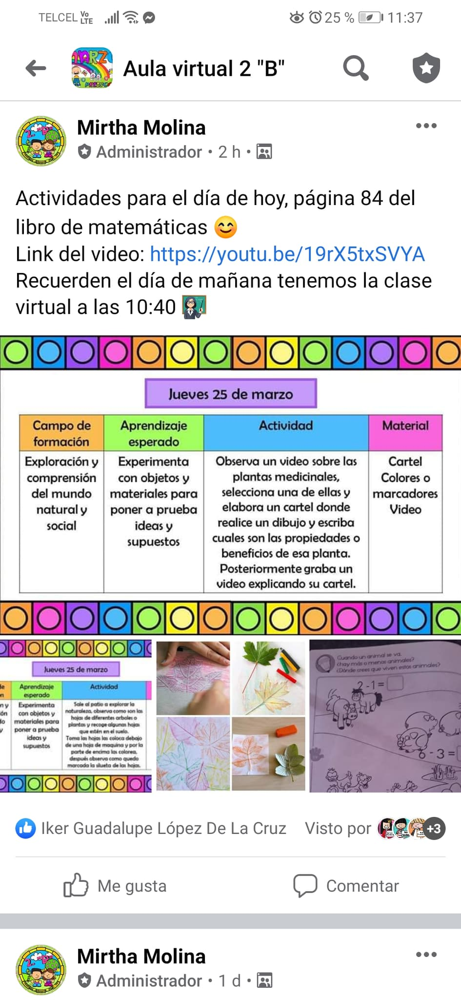 TELCEL Vo LTE 25 % 11:37
MARZO
PREESC
Aula virtual 2 "B"
Mirtha Molina
Administrador • 2 h •
Actividades para el día de hoy, página 84 del
libro de matemáticas 😊
Link del video: https://youtu.be/19rX5txSVYA
Recuerden el día de mañana tenemos la clase
virtual a las 10:40 👩‍🏫
Jueves 25 de marzo
Campo de
formación
Exploración y
comprensión
del mundo
natural y
social
Aprendizaje
esperado
Experimenta
con objetos y
materiales para
poner a prueba
ideas y
supuestos
Actividad
Observa un video sobre las
plantas medicinales,
selecciona una de ellas y
elabora un cartel donde
realice un dibujo y escriba
cuales son las propiedades o
beneficios de esa planta.
Posteriormente graba un
video explicando su cartel.
Material
Cartel
Colores o
marcadores
Video
Jueves 25 de marzo
Aprendizaje
esperado
Experimenta
con objetos y
materiales para
poner a prueba
ideas y
supuestos
Actividad
Sale al patio a explorar la
naturaleza, observa como son las
hojas de diferentes arboles o
plantas y recoge algunas hojas
que estén en el suelo.
Toma las hojas las coloca debajo
de una hoja de maquina y por la
parte de encima las colorea,
después observa como quedo
marcada la silueta de las hojas.
Cuando un animal se va,
¿hay más o menos animales?
¿Dónde crees que viven estos animales?
2-1=
6-3=
Iker Guadalupe López De La Cruz Visto por +3
Me gusta Comentar
Mirtha Molina
Administrador • 1 d •